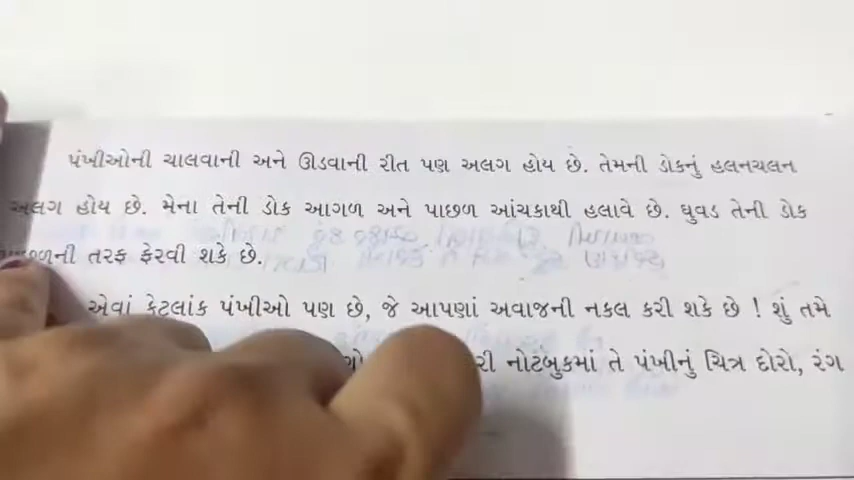 પંખીઓની ચાલવાની અને ઊડવાની રીત પણ અલગ હોય છે. તેમની ડોકનું હલનચલન
અલગ હોય છે. મેના તેની ડોક આગળ અને પાછળ આંચકાથી હલાવે છે. ઘુવડ તેની ડોક
તરફ ફેરવી શકે છે.
એવાં કેટલાંક પંખીઓ પણ છે, જે આપણાં અવાજની નકલ કરી શકે છે ! શું તમે
નોટબુકમાં તે પંખીનું ચિત્ર દોરો, રંગ